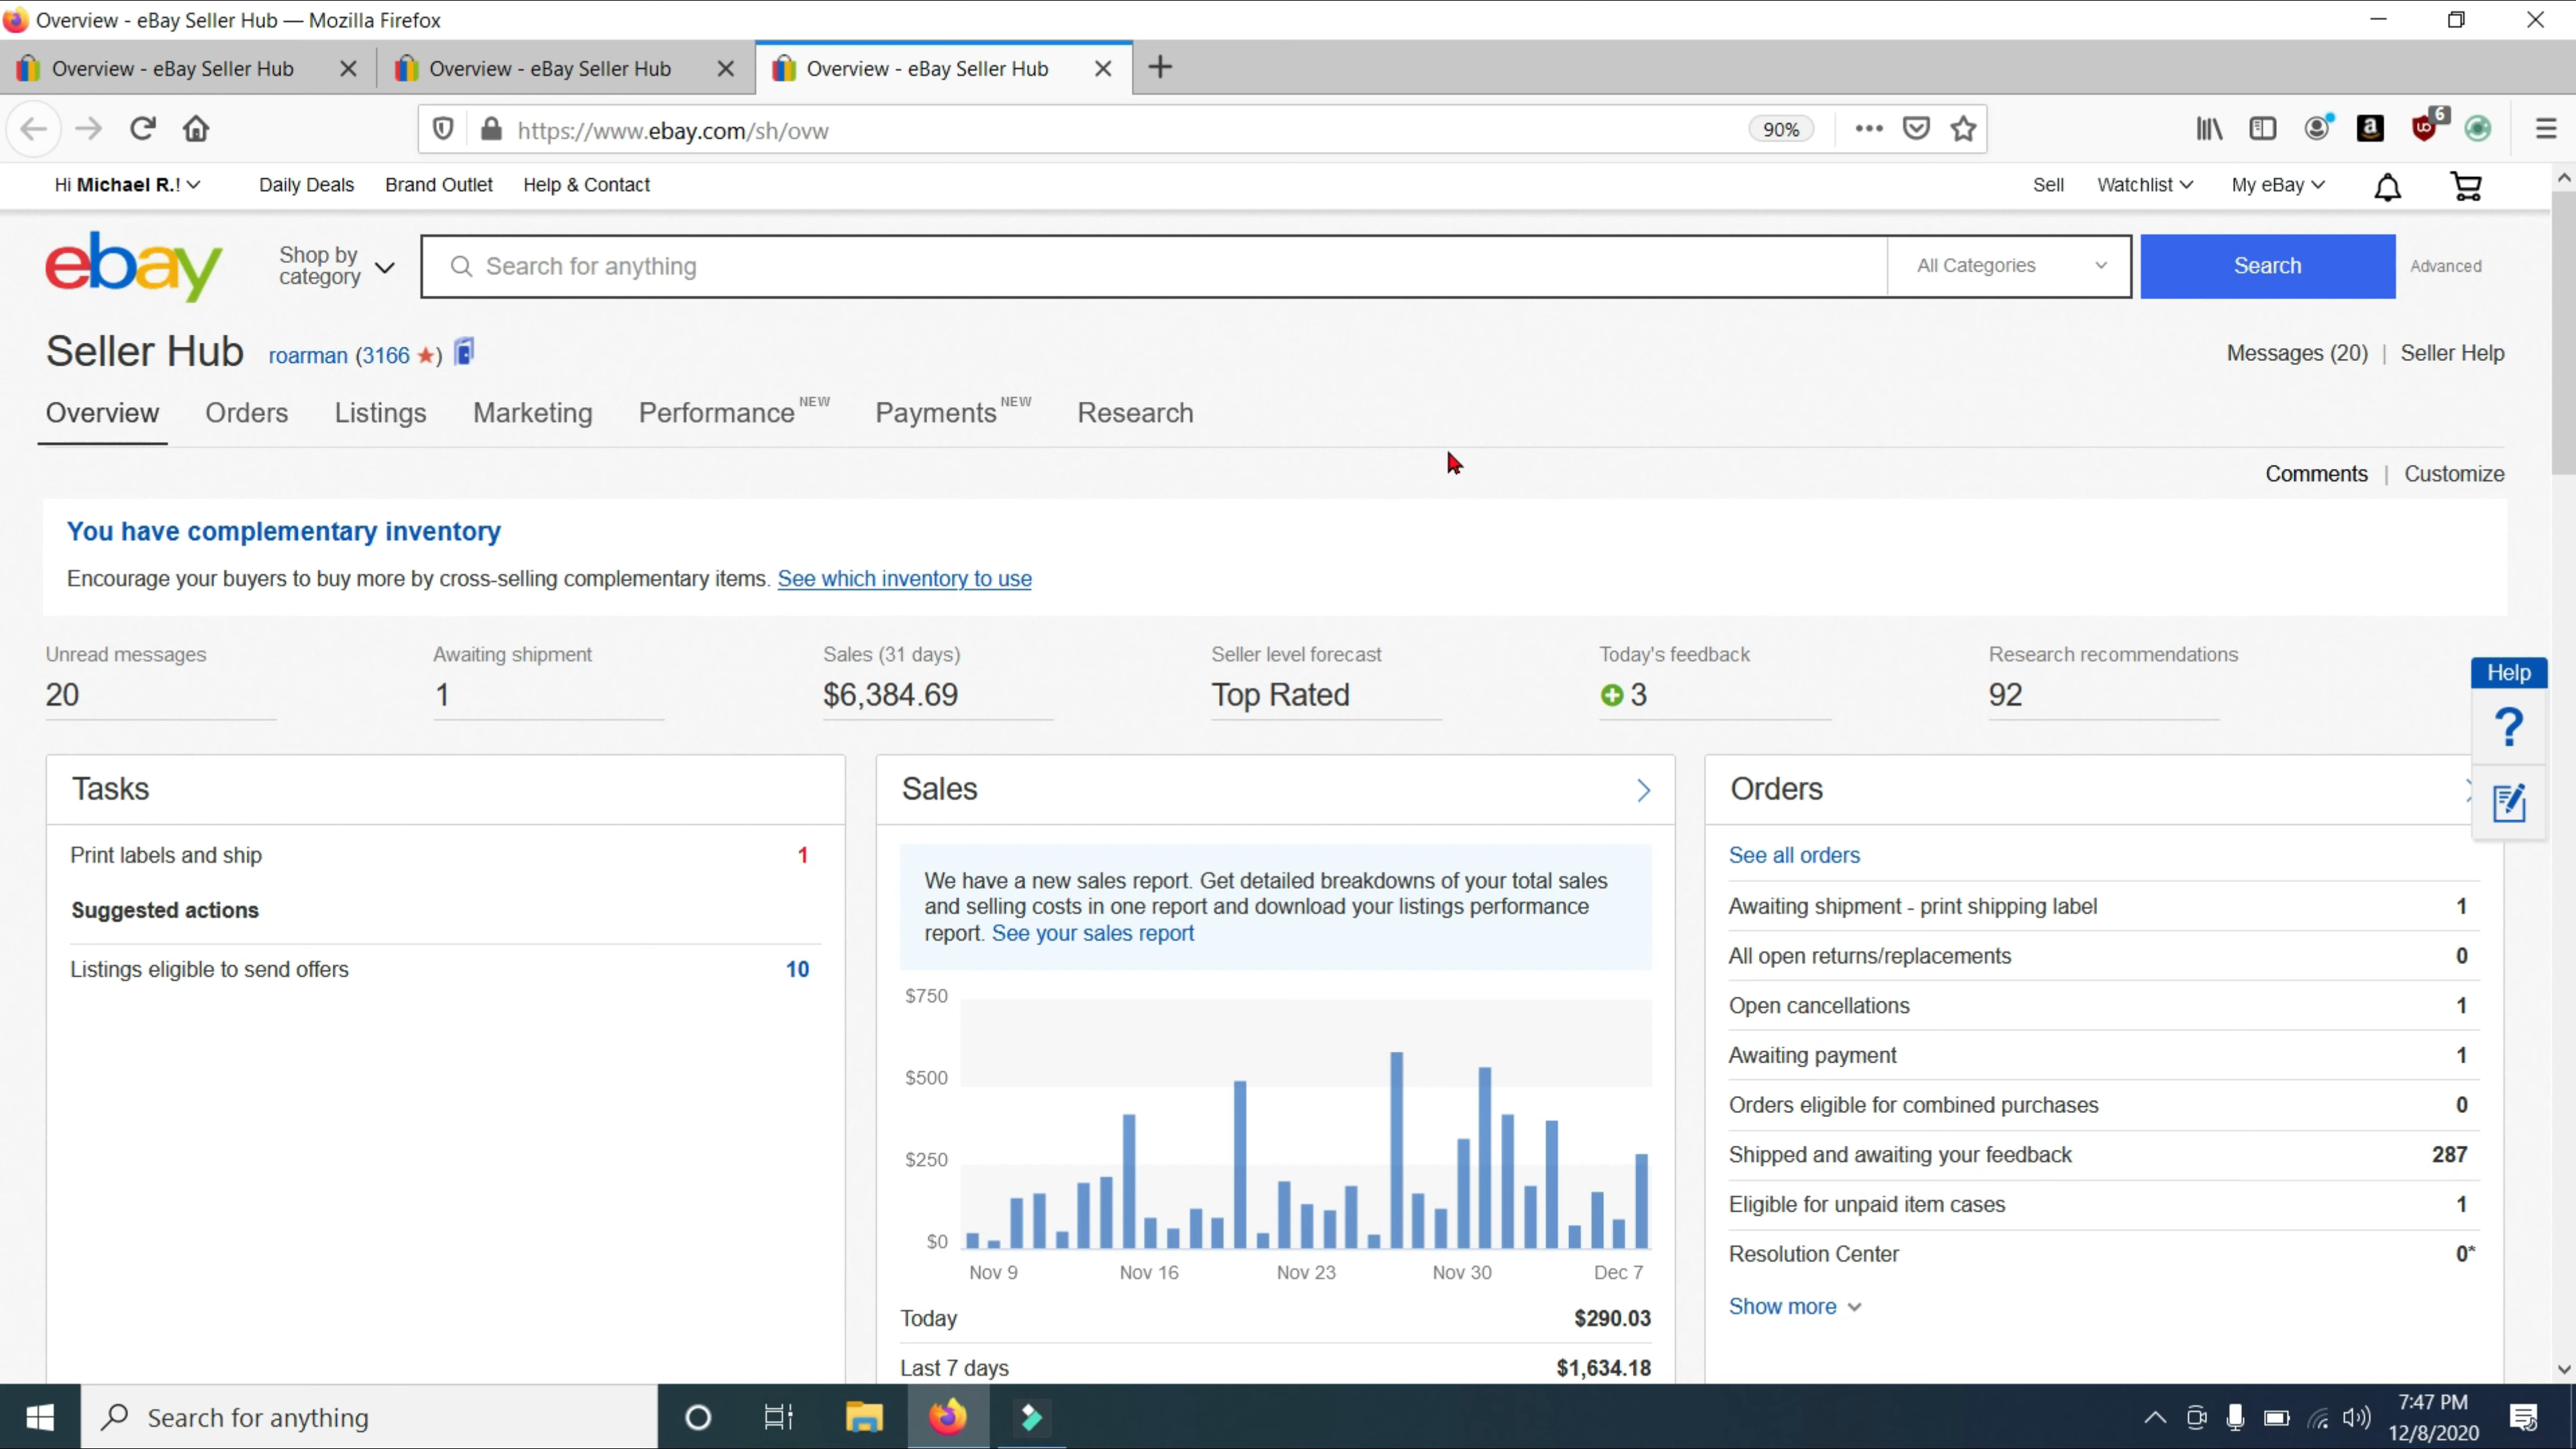 Overview - eBay Seller Hub — Mozilla Firefox
Overview - eBay Seller Hub
Overview - eBay Seller Hub
Overview - eBay Seller Hub
https://www.ebay.com/sh/ovw
90%
6
Hi Michael R.!
Daily Deals
Brand Outlet
Help & Contact
Sell
Watchlist
My eBay
ebay
Shop by
category
Search for anything
All Categories
Search
Advanced
Seller Hub
roarman (3166 ★)
Messages (20) | Seller Help
Overview
Orders
Listings
Marketing
Performance NEW
Payments NEW
Research
Comments | Customize
You have complementary inventory
Encourage your buyers to buy more by cross-selling complementary items. See which inventory to use
Unread messages
20
Awaiting shipment
1
Sales (31 days)
$6,384.69
Seller level forecast
Top Rated
Today's feedback
3
Research recommendations
92
Help
?
Tasks
Print labels and ship 1
Suggested actions
Listings eligible to send offers 10
Sales
We have a new sales report. Get detailed breakdowns of your total sales
and selling costs in one report and download your listings performance
report. See your sales report
$750
$500
$250
$0
Nov 9 Nov 16 Nov 23 Nov 30 Dec 7
Today $290.03
Last 7 days $1,634.18
Orders
See all orders
Awaiting shipment - print shipping label 1
All open returns/replacements 0
Open cancellations 1
Awaiting payment 1
Orders eligible for combined purchases 0
Shipped and awaiting your feedback 287
Eligible for unpaid item cases 1
Resolution Center 0*
Show more
Search for anything
7:47 PM
12/8/2020